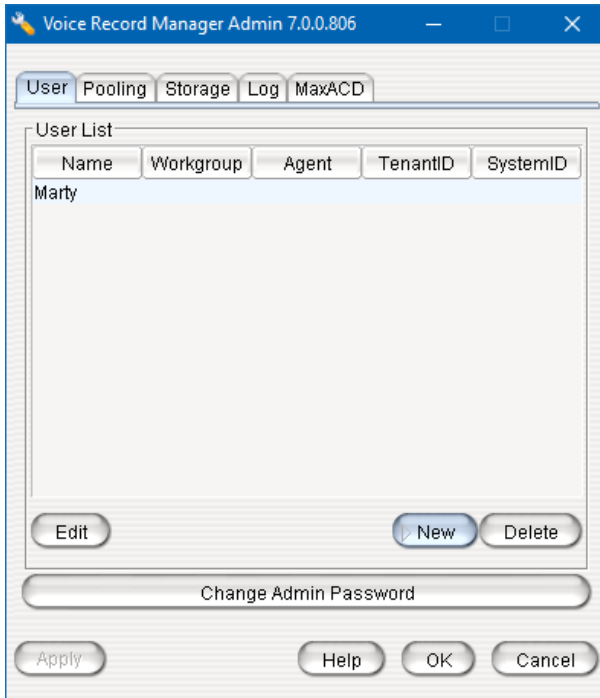 Voice Record Manager Admin 7.0.0.806
User Pooling Storage Log MaxACD
User List
Name Workgroup Agent TenantID SystemID
Marty
Edit New Delete
Change Admin Password
Apply Help OK Cancel